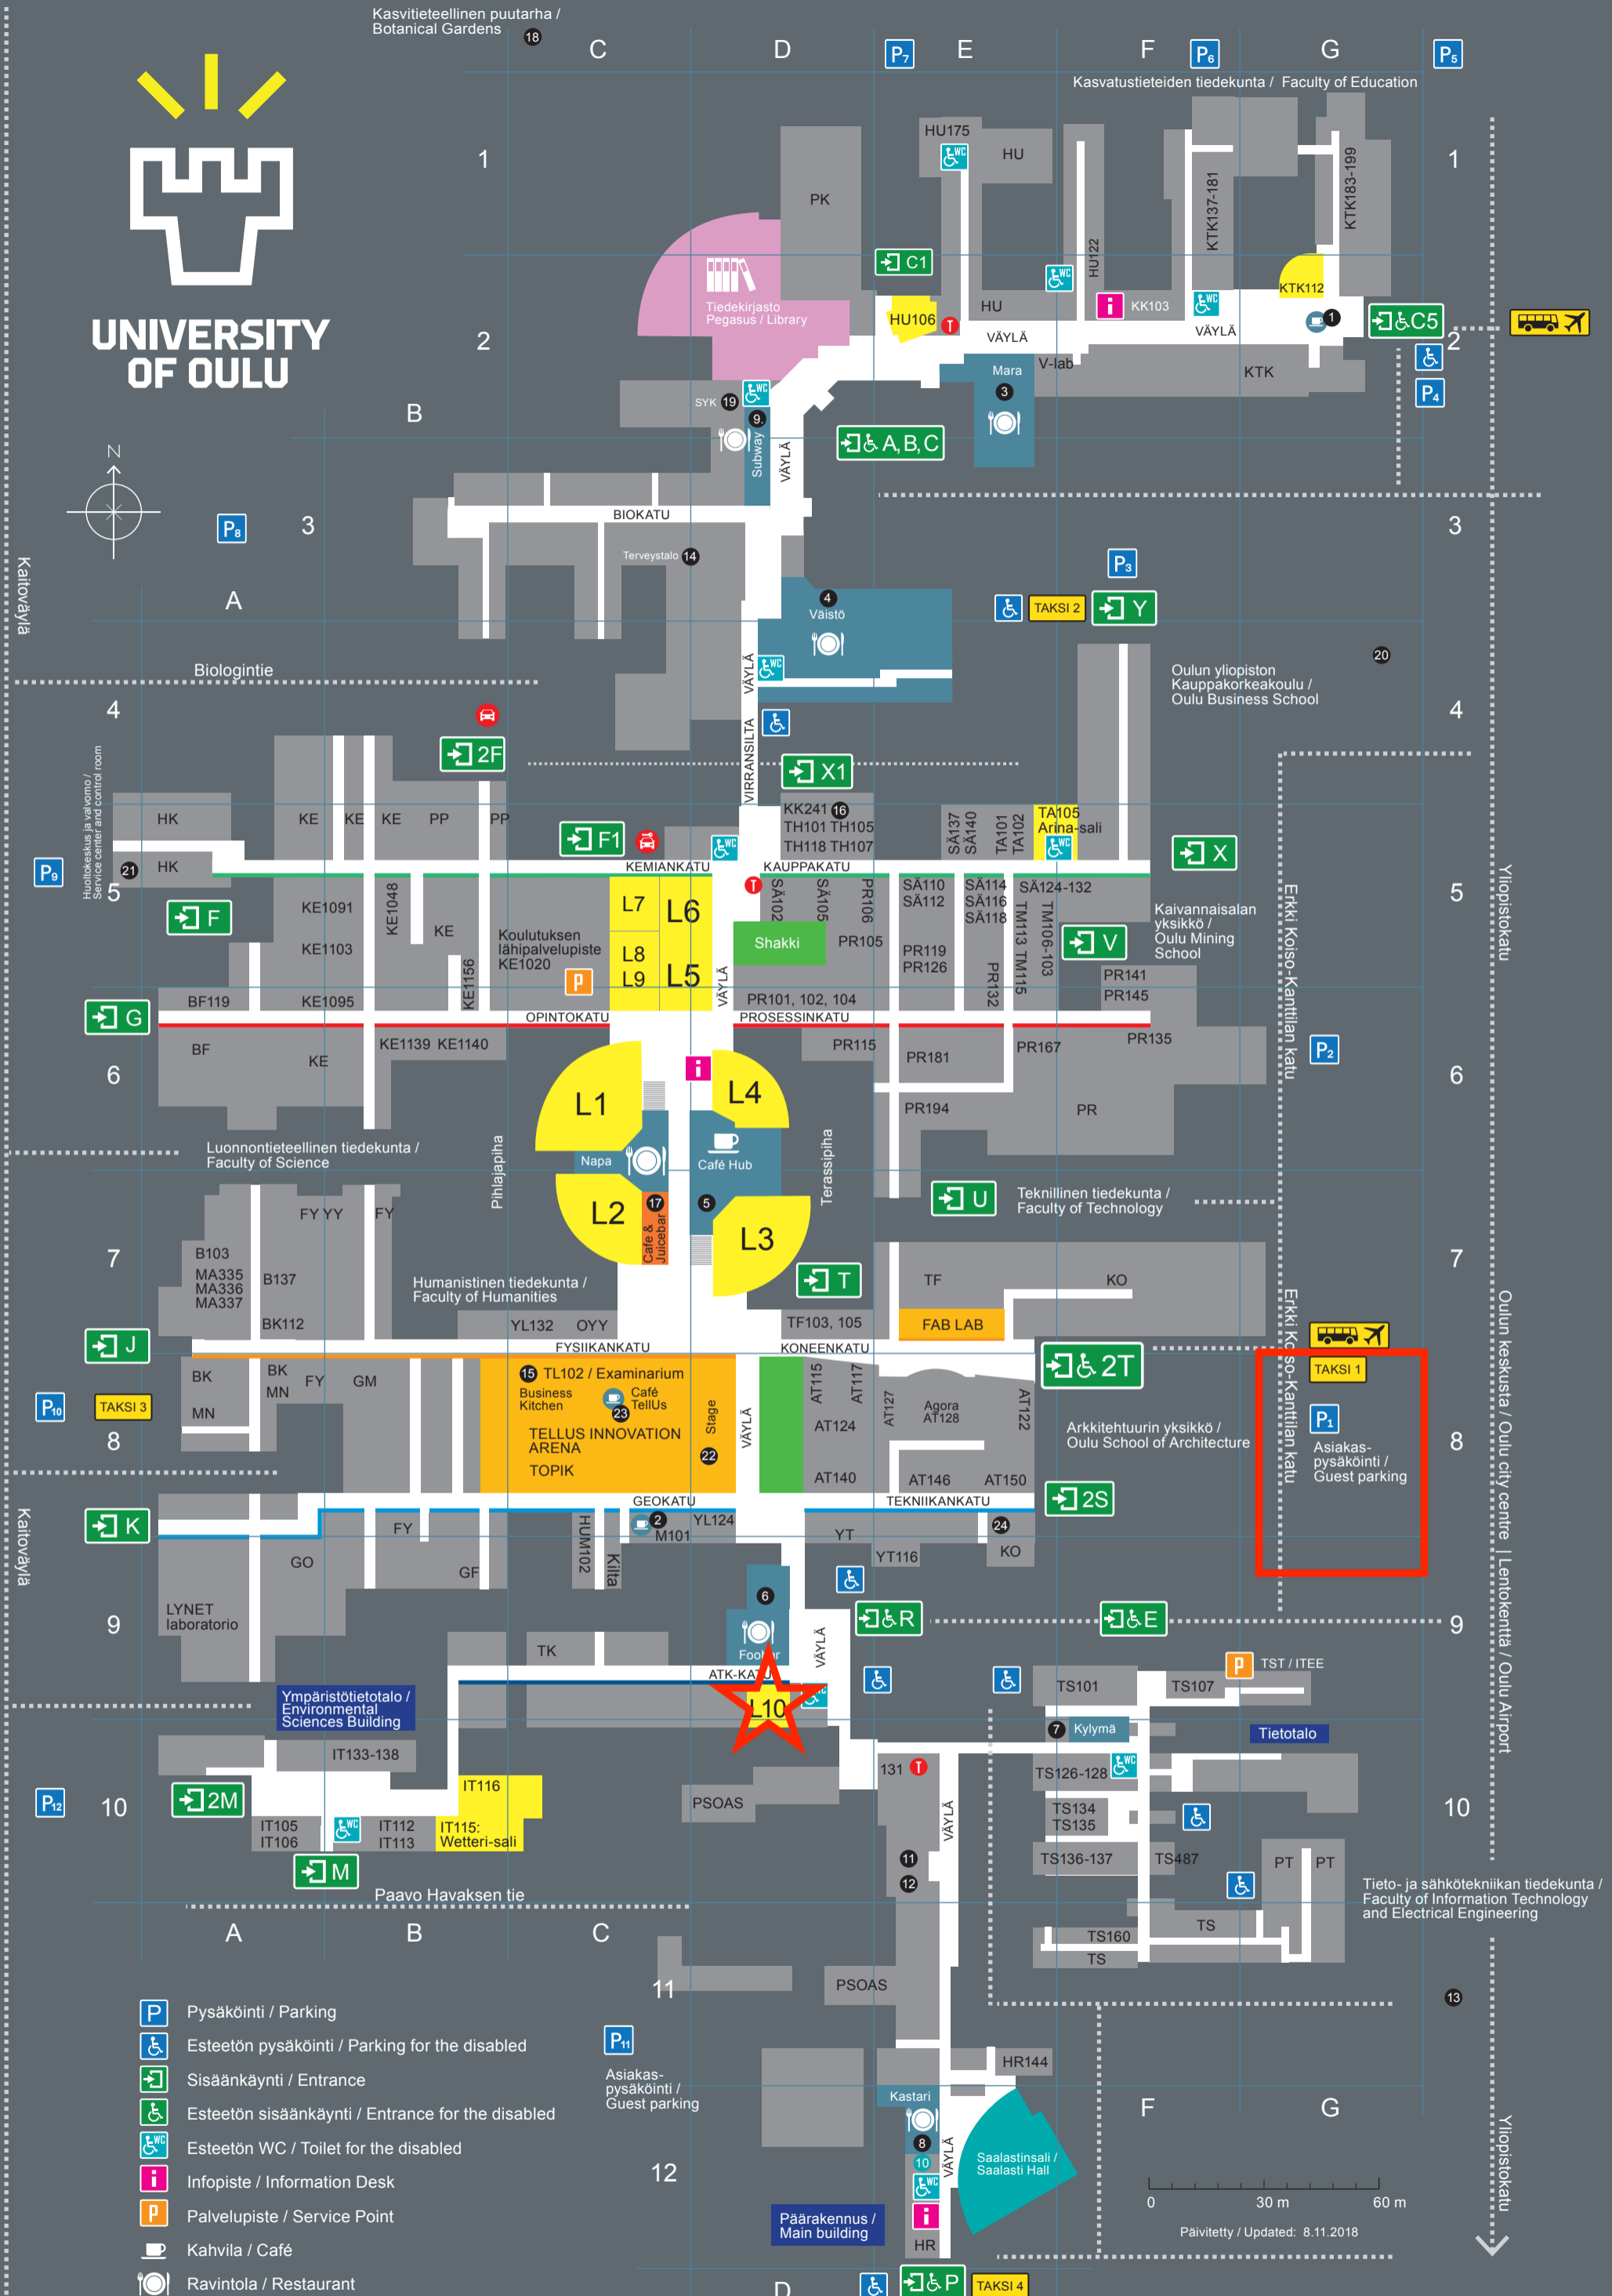 Kasvitieteellinen puutarha /
Botanical Gardens
18
C
D
P7
E
F
P6
G
P5
Kasvatustieteiden tiedekunta / Faculty of Education
UNIVERSITY
OF OULU
1
HU175
WC
HU
PK
KTK137-181
KTK183-199
1
HU122
C1
WC
Tiedekirjasto
Pegasus / Library
HU106
T
HU
i
KK103
WC
KTK112
1
C5
2
VÄYLÄ
VÄYLÄ
2
V-lab
KTK
Mara
3
P4
B
SYK 19
WC
9.
Subway
VÄYLÄ
A, B, C
N
P8
3
BIOKATU
3
Terveystalo 14
Kaitoväylä
P3
A
4
Väistö
TAKSI 2
Y
Biologintie
WC
VÄYLÄ
20
Oulun yliopiston
Kauppakorkeakoulu /
Oulu Business School
4
2F
VIRRANSILTA
X1
4
Huoltokeskus ja valvomo /
Service center and control room
HK
KE
KE
KE
PP
PP
F1
WC
KK241 16
TH101 TH105
TH118 TH107
SÄ137
SÄ140
TA101
TA102
TA105
Arina-sali
WC
X
P9
21
HK
KEMIANKATU
KAUPPAKATU
5
F
KE1091
KE1048
KE1103
KE
Koulutuksen
lähipalvelupiste
KE1020
P
KE1156
L7
L6
L8
L9
L5
T
SÄ102
SÄ105
PR106
Shakki
PR105
VÄYLÄ
SÄ110
SÄ112
SÄ114
SÄ116
SÄ118
SÄ124-132
TM113 TM115
TM106-103
PR119
PR126
PR132
V
Kaivannaisalan
yksikkö /
Oulu Mining
School
5
Erkki Koiso-Kanttilan katu
Yliopistokatu
PR141
PR145
BF119
KE1095
PR101, 102, 104
G
OPINTOKATU
PROSESSINKATU
BF
KE
KE1139 KE1140
PR115
PR181
PR167
PR135
P2
6
i
L1
L4
PR194
PR
6
Luonnontieteellinen tiedekunta /
Faculty of Science
Pihlajapiha
Napa
Café Hub
Terassipiha
FY YY
FY
L2
17
Cafe &
Juicebar
5
L3
U
Teknillinen tiedekunta /
Faculty of Technology
7
B103
MA335
MA336
MA337
B137
BK112
Humanistinen tiedekunta /
Faculty of Humanities
T
TF
KO
7
YL132
OYY
TF103, 105
FAB LAB
J
FYSIIKANKATU
KONEENKATU
2T
BK
BK
MN
FY
GM
MN
15 TL102 / Examinarium
Business
Kitchen
Café
TellUs
23
TELLUS INNOVATION
ARENA
TOPIK
Stage
22
VÄYLÄ
AT115
AT117
AT124
AT127
Agora
AT128
AT122
AT140
AT146
AT150
Arkkitehtuurin yksikkö /
Oulu School of Architecture
Erkki Koiso-Kanttilan katu
TAKSI 1
P1
Asiakas-
pysäköinti /
Guest parking
P10
TAKSI 3
8
8
Oulun keskusta / Oulu city centre | Lentokenttä / Oulu Airport
GEOKATU
TEKNIIKANKATU
2S
K
Kaitoväylä
FY
HUM102
Kilta
2
M101
YL124
YT
24
YT116
KO
GO
GF
6
LYNET
laboratorio
9
R
E
9
TK
VÄYLÄ
P
TST / ITEE
ATK-KATU
TS101
TS107
L10
Ympäristötietotalo /
Environmental
Sciences Building
7 Kylymä
Tietotalo
IT133-138
131 T
TS126-128
WC
P12
10
2M
IT116
PSOAS
VÄYLÄ
TS134
TS135
10
IT105
IT106
WC
IT112
IT113
IT115:
Wetteri-sali
M
11
12
TS136-137
TS487
PT
PT
Tieto- ja sähkötekniikan tiedekunta /
Faculty of Information Technology
and Electrical Engineering
Paavo Havaksen tie
A
B
C
TS160
TS
TS
11
PSOAS
13
P Pysäköinti / Parking
Esteetön pysäköinti / Parking for the disabled
Sisäänkäynti / Entrance
Esteetön sisäänkäynti / Entrance for the disabled
WC Esteetön WC / Toilet for the disabled
i Infopiste / Information Desk
P Palvelupiste / Service Point
Kahvila / Café
Ravintola / Restaurant
P11
Asiakas-
pysäköinti /
Guest parking
HR144
Kastari
F
G
8
10
WC
VÄYLÄ
Saalastinsali /
Saalasti Hall
12
i
HR
Päärakennus /
Main building
0
30 m
60 m
Päivitetty / Updated: 8.11.2018
Yliopistokatu
D
P
TAKSI 4